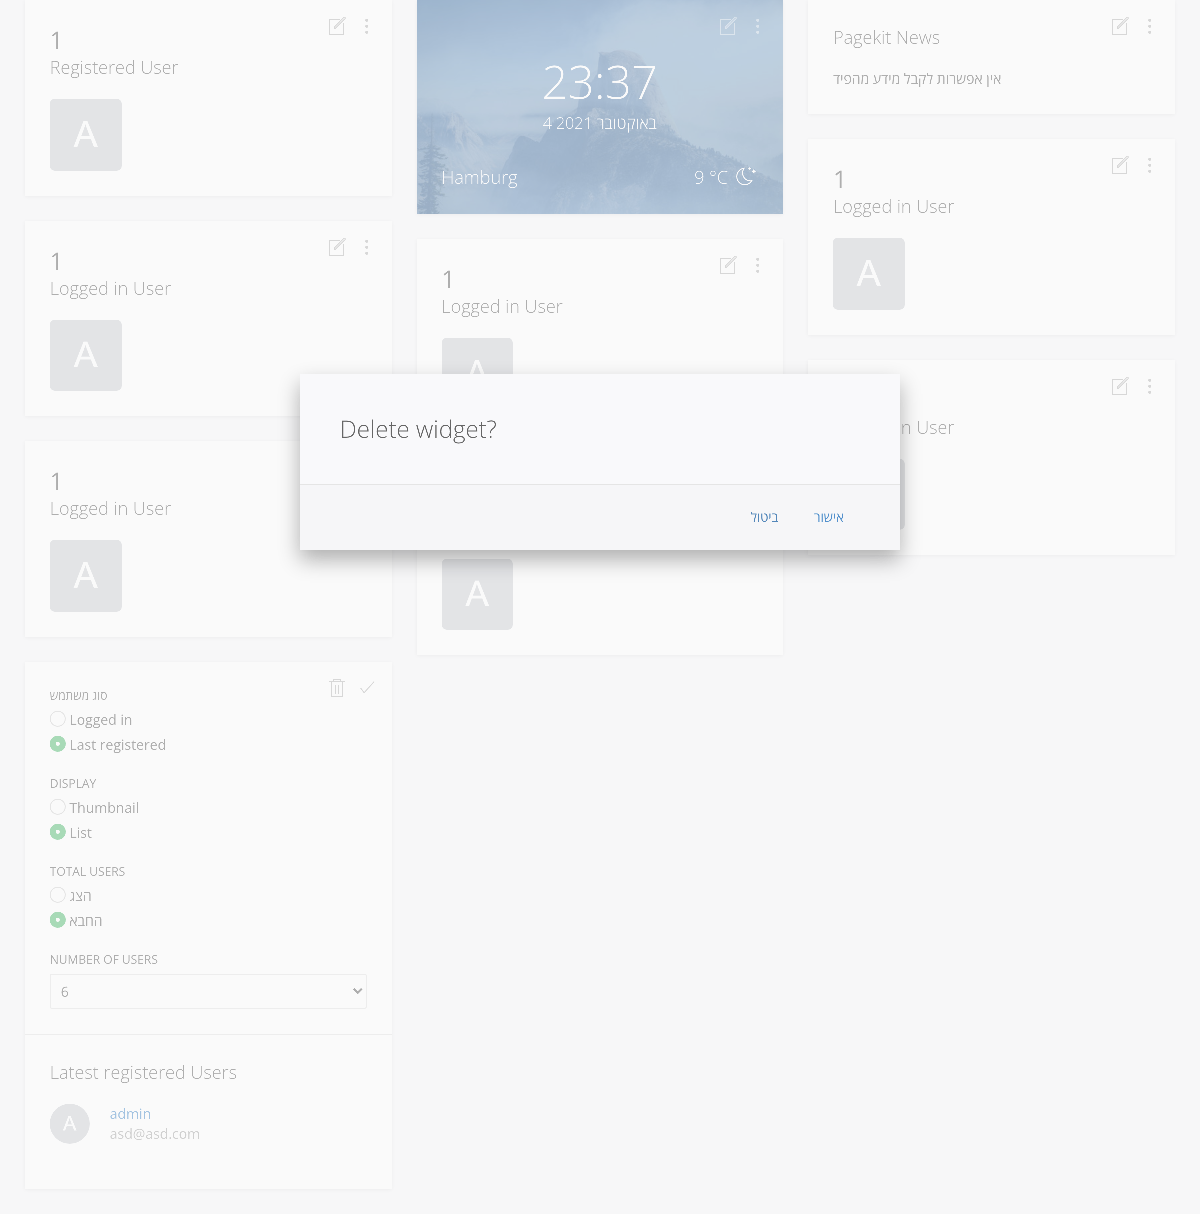 1
Registered User
A
1
Logged in User
A
1
Logged in User
A
סוג משתמש
Logged in
Last registered
DISPLAY
Thumbnail
List
TOTAL USERS
הצג
החבא
NUMBER OF USERS
6
Latest registered Users
A
admin
asd@asd.com
23:37
4 באוקטובר 2021
Hamburg
9 °C
1
Logged in User
A
A
Pagekit News
אין אפשרות לקבל מידע מהפיד
1
Logged in User
A
n User
Delete widget?
ביטול
אישור